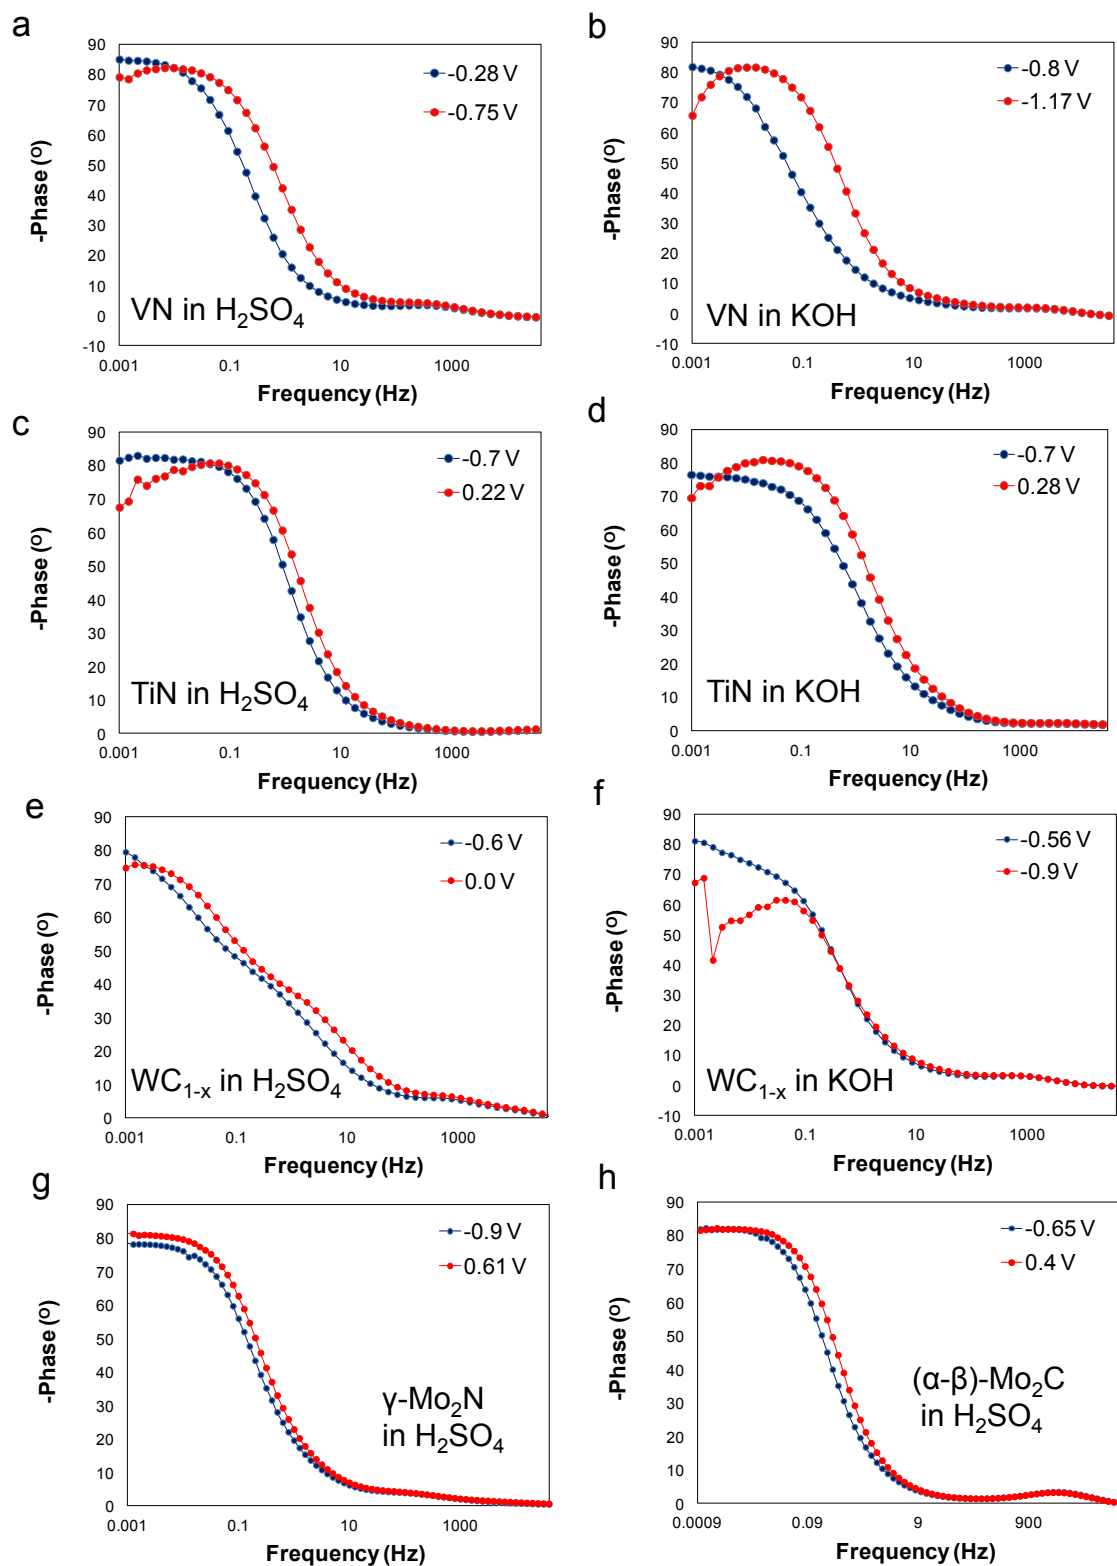 a
90
80
70
60
50
40
30
20
10
0
-10
-Phase (º)
-0.28 V
-0.75 V
VN in H₂SO₄
0.001
0.1
10
1000
Frequency (Hz)
b
90
80
70
60
50
40
30
20
10
0
-10
-Phase (º)
-0.8 V
-1.17 V
VN in KOH
0.001
0.1
10
1000
Frequency (Hz)
c
90
80
70
60
50
40
30
20
10
0
-Phase (º)
-0.7 V
0.22 V
TiN in H₂SO₄
0.001
0.1
10
1000
Frequency (Hz)
d
90
80
70
60
50
40
30
20
10
0
-Phase (º)
-0.7 V
0.28 V
TiN in KOH
0.001
0.1
10
1000
Frequency (Hz)
e
90
80
70
60
50
40
30
20
10
0
-Phase (º)
-0.6 V
0.0 V
WC₁₋ₓ in H₂SO₄
0.001
0.1
10
1000
Frequency (Hz)
f
90
80
70
60
50
40
30
20
10
0
-10
-Phase (º)
-0.56 V
-0.9 V
WC₁₋ₓ in KOH
0.001
0.1
10
1000
Frequency (Hz)
g
90
80
70
60
50
40
30
20
10
0
-Phase (º)
-0.9 V
0.61 V
γ-Mo₂N
in H₂SO₄
0.001
0.1
10
1000
Frequency (Hz)
h
90
80
70
60
50
40
30
20
10
0
-Phase (º)
-0.65 V
0.4 V
(α-β)-Mo₂C
in H₂SO₄
0.0009
0.09
9
900
Frequency (Hz)